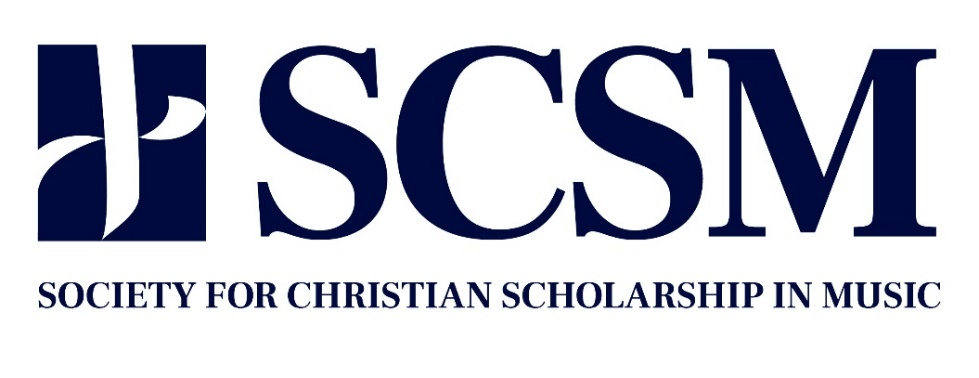 SCSM
SOCIETY FOR CHRISTIAN SCHOLARSHIP IN MUSIC